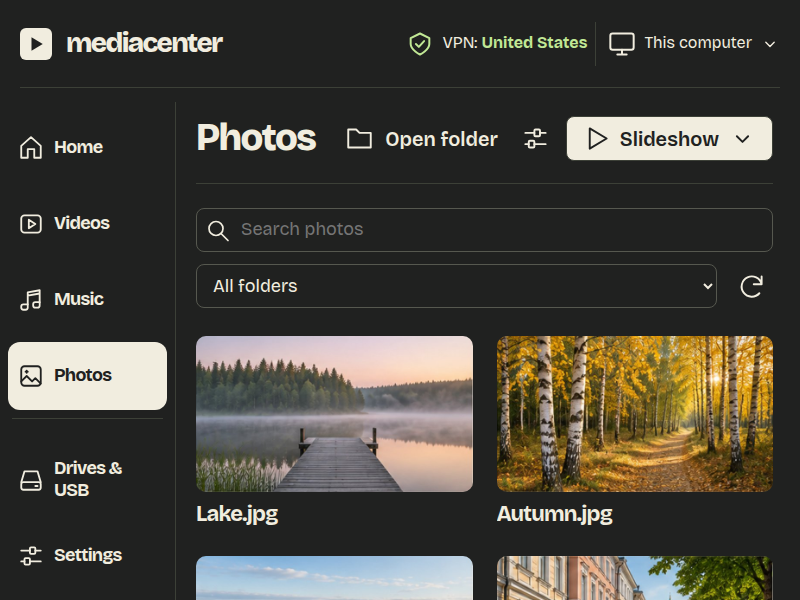 mediacenter
VPN: United States
This computer
Home
Videos
Music
Photos
Drives &
USB
Settings
Photos
Open folder
Slideshow
Search photos
All folders
Lake.jpg
Autumn.jpg